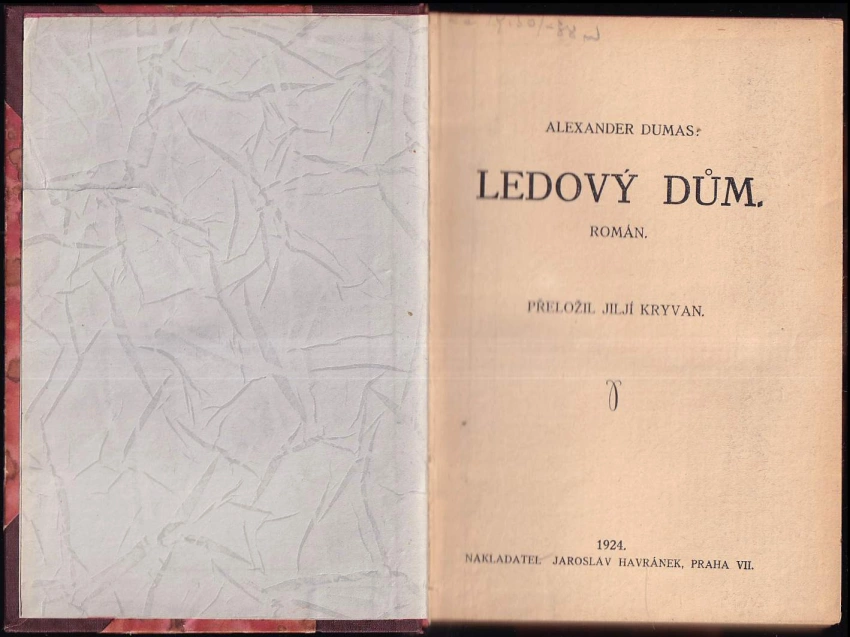 ALEXANDER DUMAS:
LEDOVÝ DŮM.
ROMÁN.
PŘELOŽIL JILJÍ KRYVAN.
1924.
NAKLADATEL JAROSLAV HAVRÁNEK, PRAHA VII.